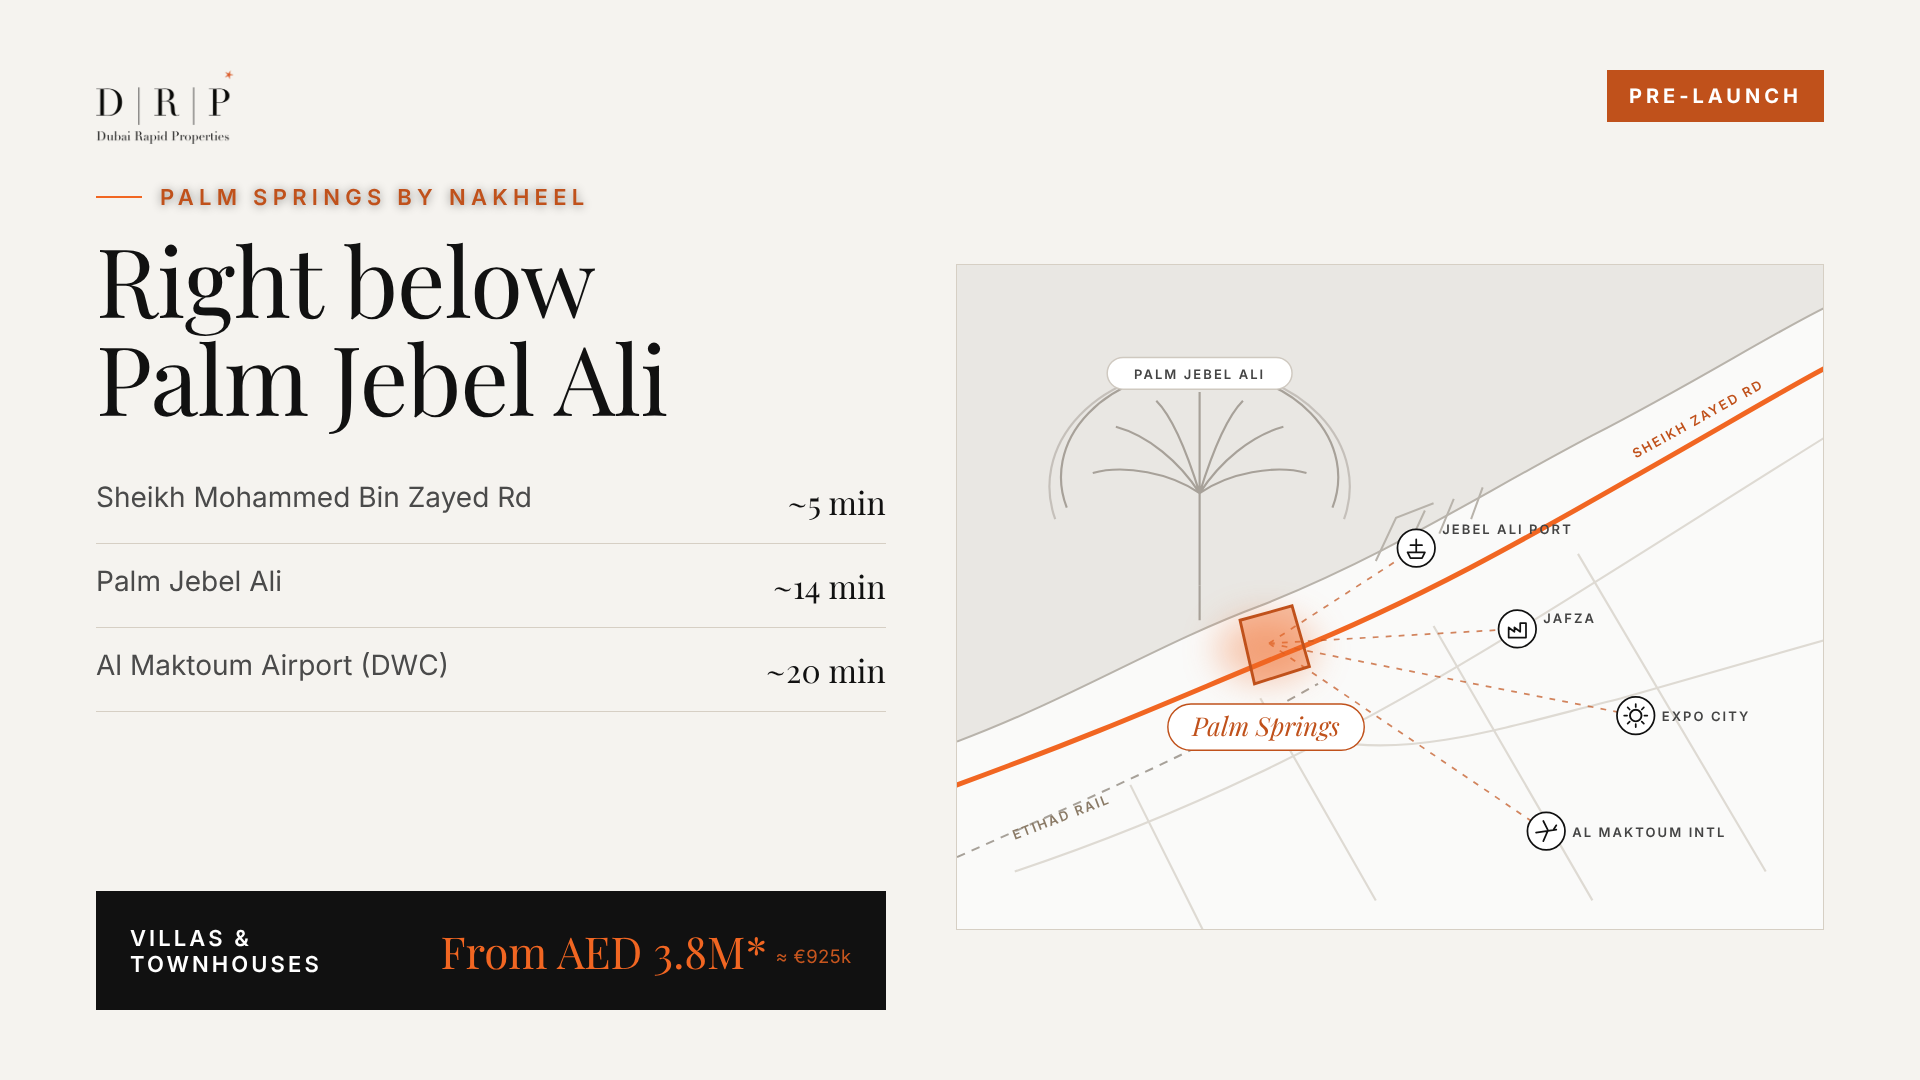 D | R | P
Dubai Rapid Properties
PRE-LAUNCH
PALM SPRINGS BY NAKHEEL
Right below
Palm Jebel Ali
Sheikh Mohammed Bin Zayed Rd
~5 min
Palm Jebel Ali
~14 min
Al Maktoum Airport (DWC)
~20 min
VILLAS &
TOWNHOUSES
From AED 3.8M* ≈ €925k
PALM JEBEL ALI
SHEIKH ZAYED RD
JEBEL ALI PORT
JAFZA
EXPO CITY
Palm Springs
ETIHAD RAIL
AL MAKTOUM INTL